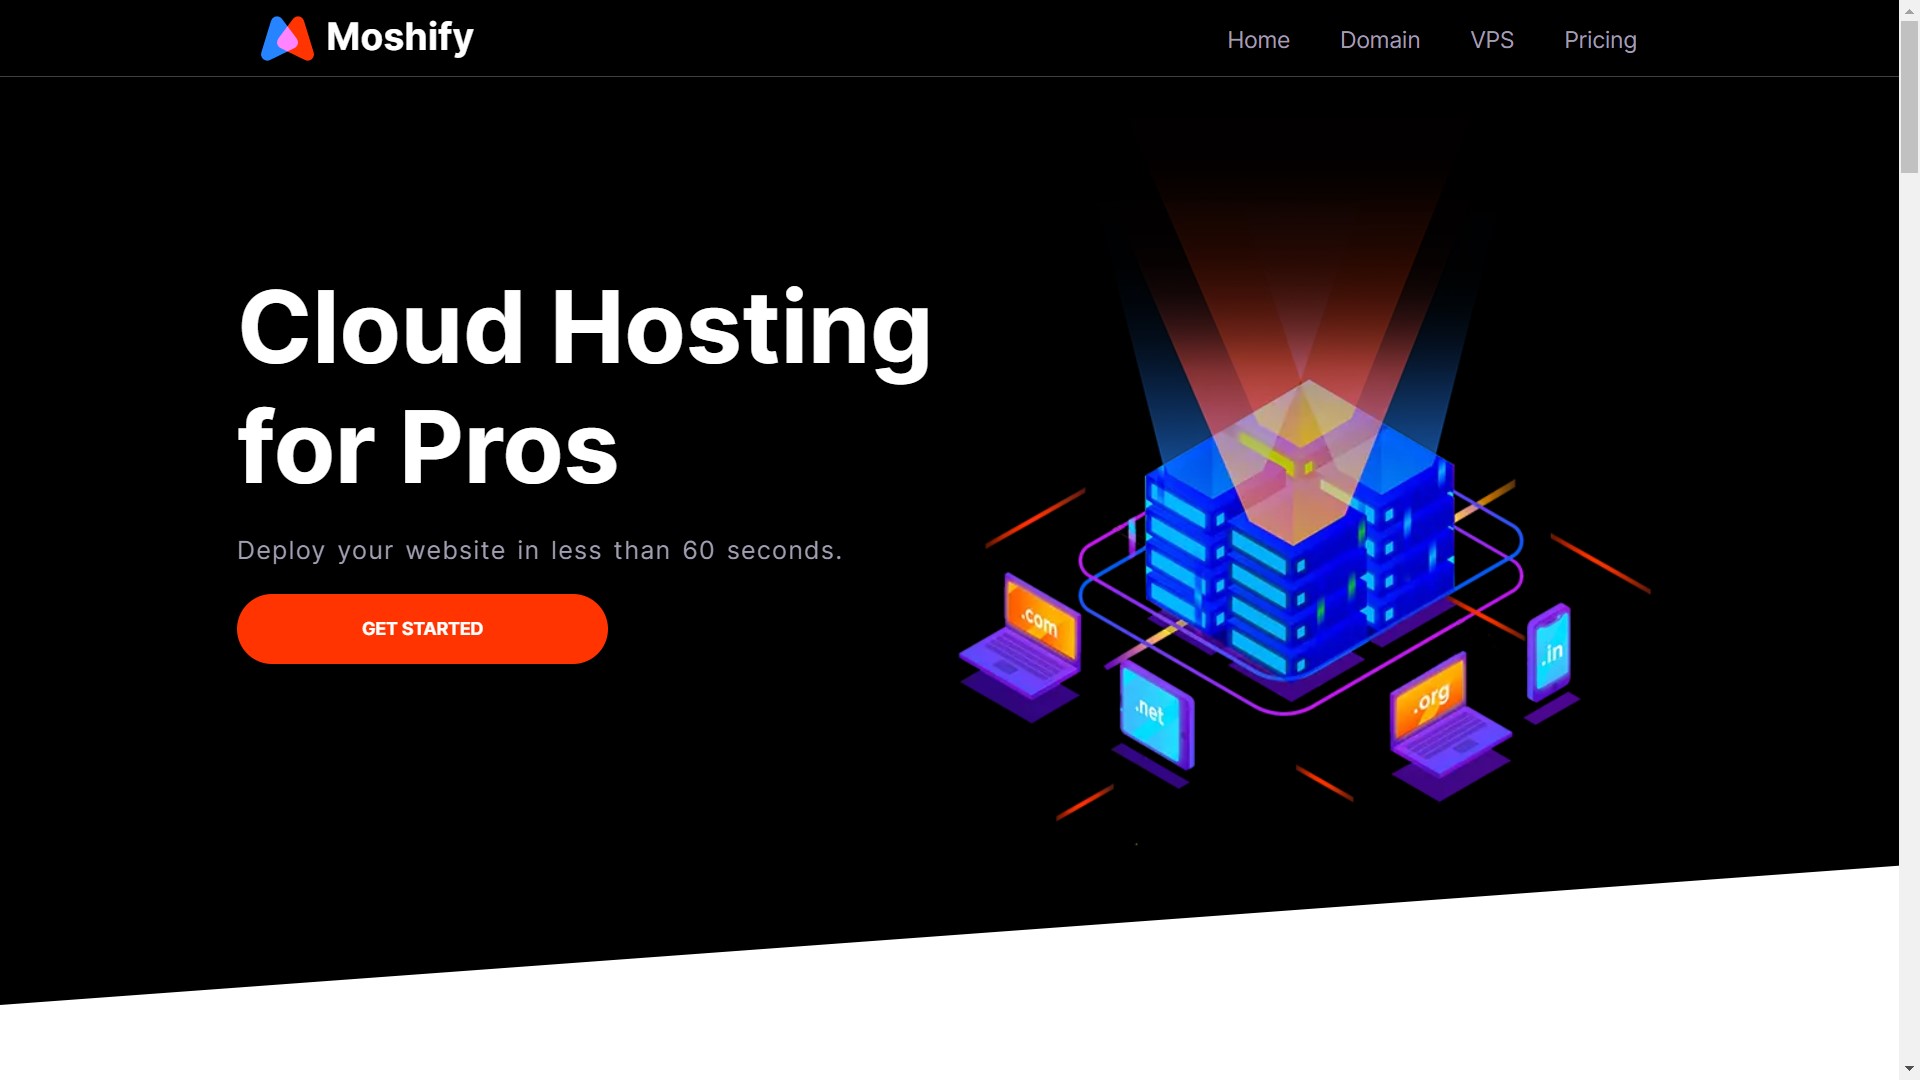 Moshify
Home
Domain
VPS
Pricing
Cloud Hosting
for Pros
Deploy your website in less than 60 seconds.
GET STARTED
.com
.net
.org
.in